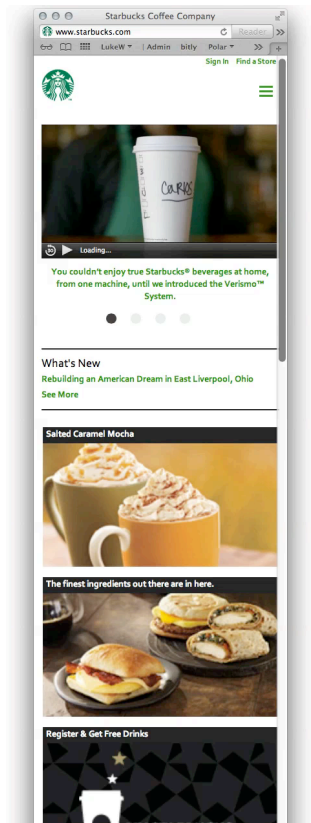 Starbucks Coffee Company
www.starbucks.com
Reader
LukeW
Admin
bitly
Polar
Sign In Find a Store
Carlos
30
Loading...
You couldn't enjoy true Starbucks® beverages at home,
from one machine, until we introduced the Verismo™
System.
What's New
Rebuilding an American Dream in East Liverpool, Ohio
See More
Salted Caramel Mocha
The finest ingredients out there are in here.
Register & Get Free Drinks